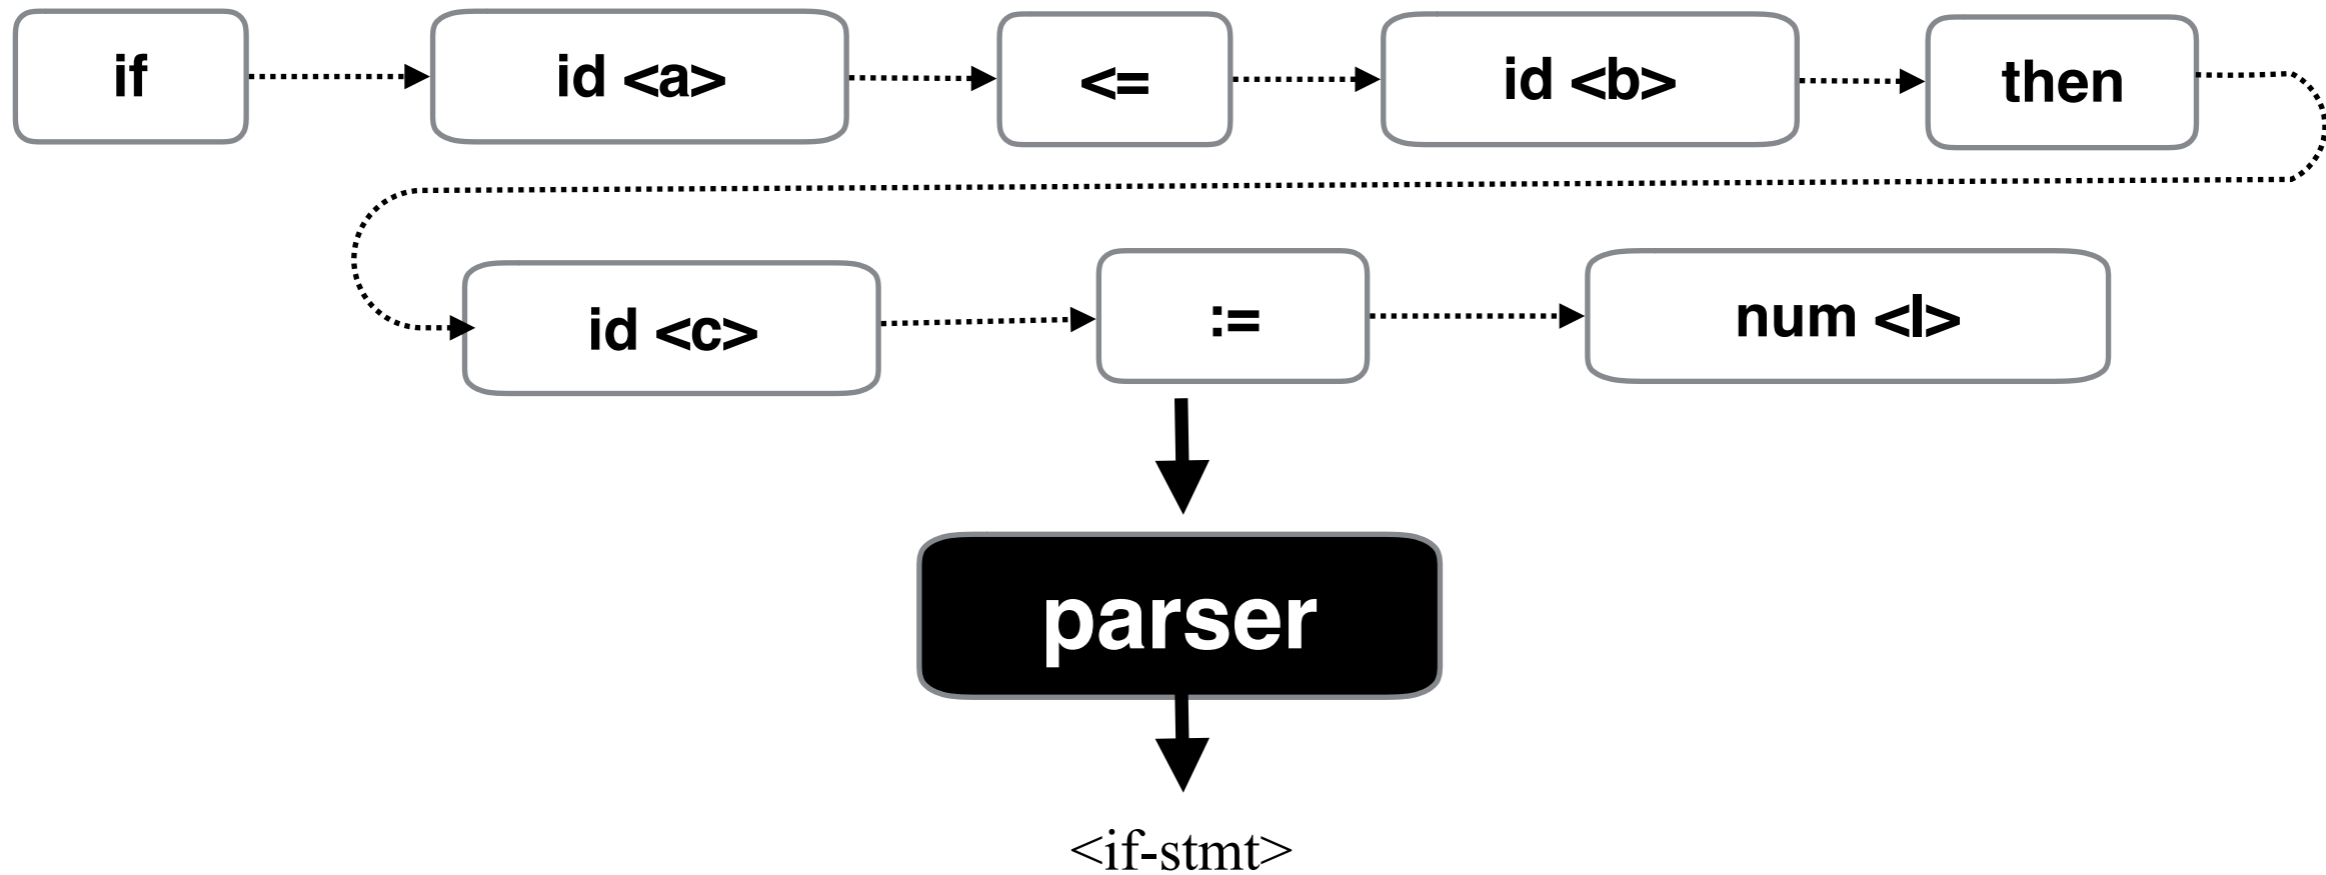 if
id <a>
<=
id <b>
then
id <c>
:=
num <l>
parser
<if-stmt>